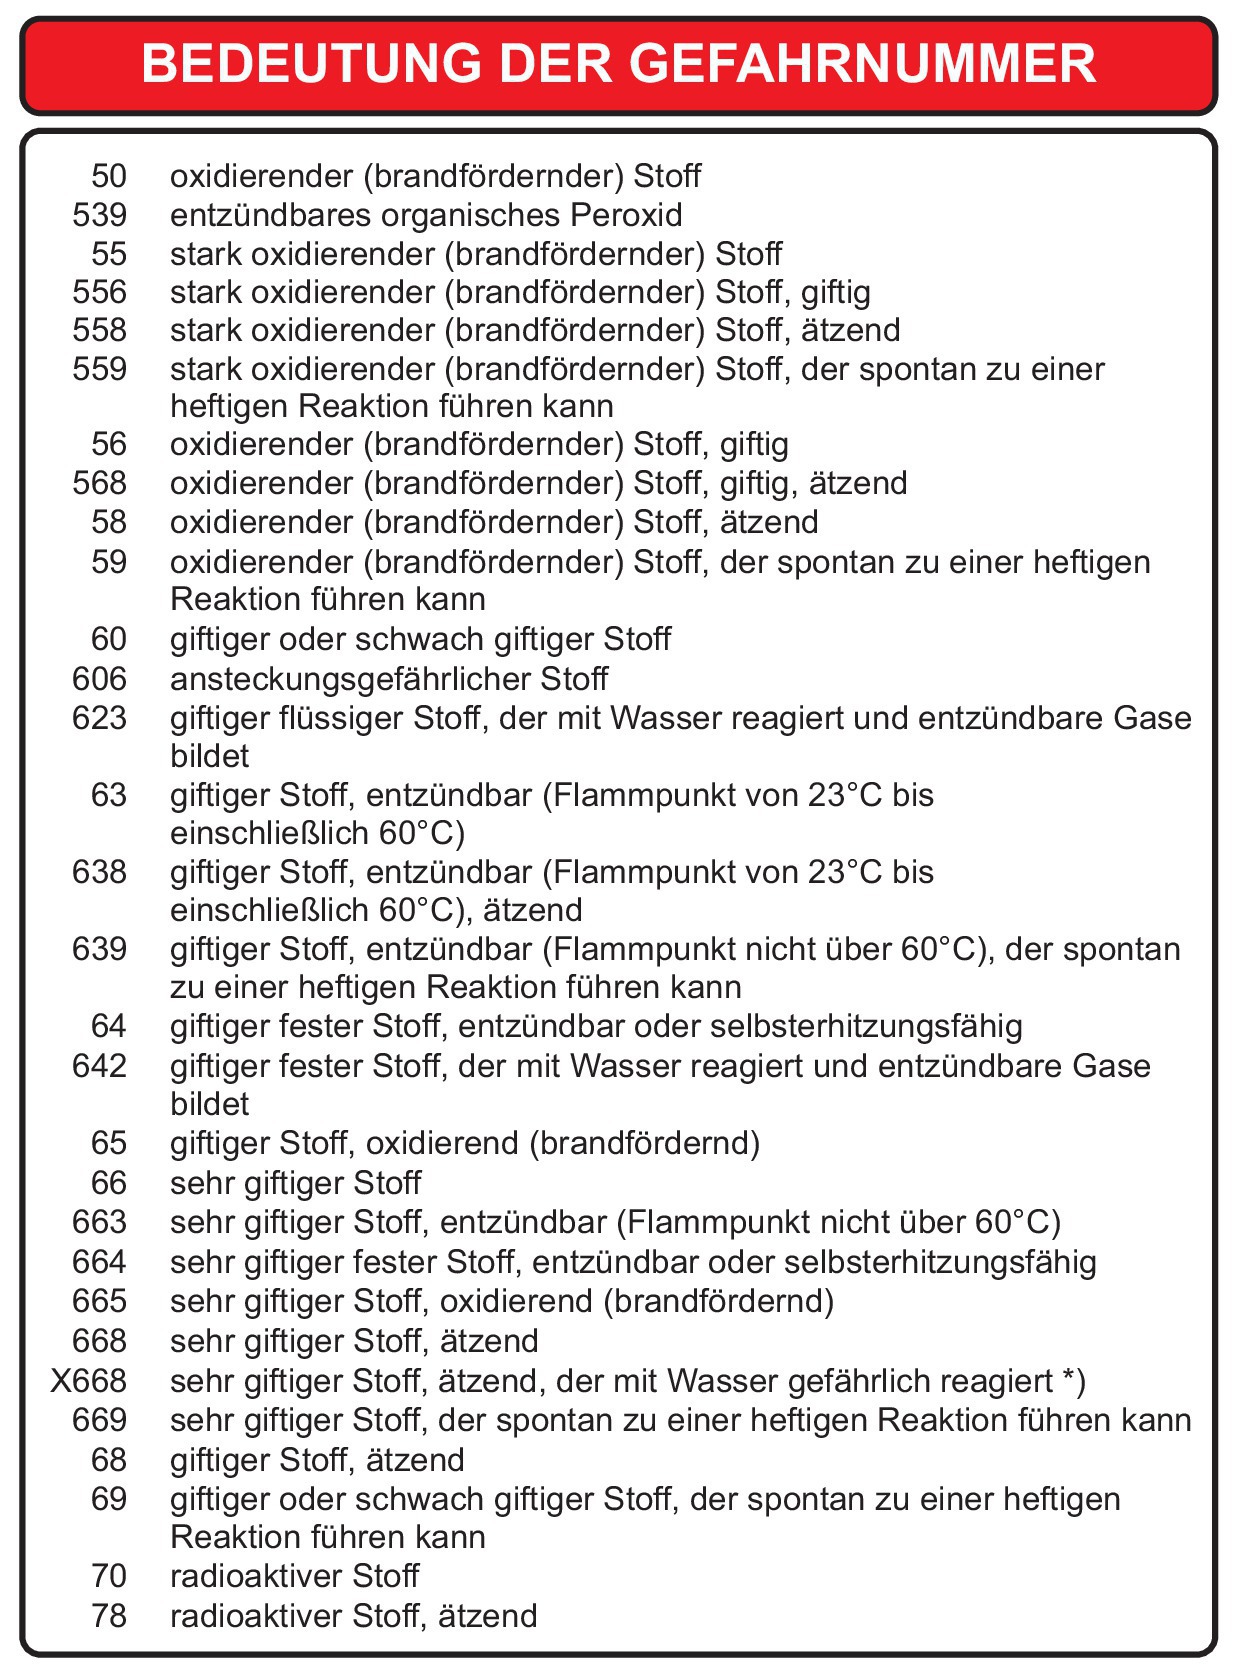 BEDEUTUNG DER GEFAHRNUMMER
50 oxidierender (brandfördernder) Stoff
539 entzündbares organisches Peroxid
55 stark oxidierender (brandfördernder) Stoff
556 stark oxidierender (brandfördernder) Stoff, giftig
558 stark oxidierender (brandfördernder) Stoff, ätzend
559 stark oxidierender (brandfördernder) Stoff, der spontan zu einer
heftigen Reaktion führen kann
56 oxidierender (brandfördernder) Stoff, giftig
568 oxidierender (brandfördernder) Stoff, giftig, ätzend
58 oxidierender (brandfördernder) Stoff, ätzend
59 oxidierender (brandfördernder) Stoff, der spontan zu einer heftigen
Reaktion führen kann
60 giftiger oder schwach giftiger Stoff
606 ansteckungsgefährlicher Stoff
623 giftiger flüssiger Stoff, der mit Wasser reagiert und entzündbare Gase
bildet
63 giftiger Stoff, entzündbar (Flammpunkt von 23°C bis
einschließlich 60°C)
638 giftiger Stoff, entzündbar (Flammpunkt von 23°C bis
einschließlich 60°C), ätzend
639 giftiger Stoff, entzündbar (Flammpunkt nicht über 60°C), der spontan
zu einer heftigen Reaktion führen kann
64 giftiger fester Stoff, entzündbar oder selbsterhitzungsfähig
642 giftiger fester Stoff, der mit Wasser reagiert und entzündbare Gase
bildet
65 giftiger Stoff, oxidierend (brandfördernd)
66 sehr giftiger Stoff
663 sehr giftiger Stoff, entzündbar (Flammpunkt nicht über 60°C)
664 sehr giftiger fester Stoff, entzündbar oder selbsterhitzungsfähig
665 sehr giftiger Stoff, oxidierend (brandfördernd)
668 sehr giftiger Stoff, ätzend
X668 sehr giftiger Stoff, ätzend, der mit Wasser gefährlich reagiert *)
669 sehr giftiger Stoff, der spontan zu einer heftigen Reaktion führen kann
68 giftiger Stoff, ätzend
69 giftiger oder schwach giftiger Stoff, der spontan zu einer heftigen
Reaktion führen kann
70 radioaktiver Stoff
78 radioaktiver Stoff, ätzend